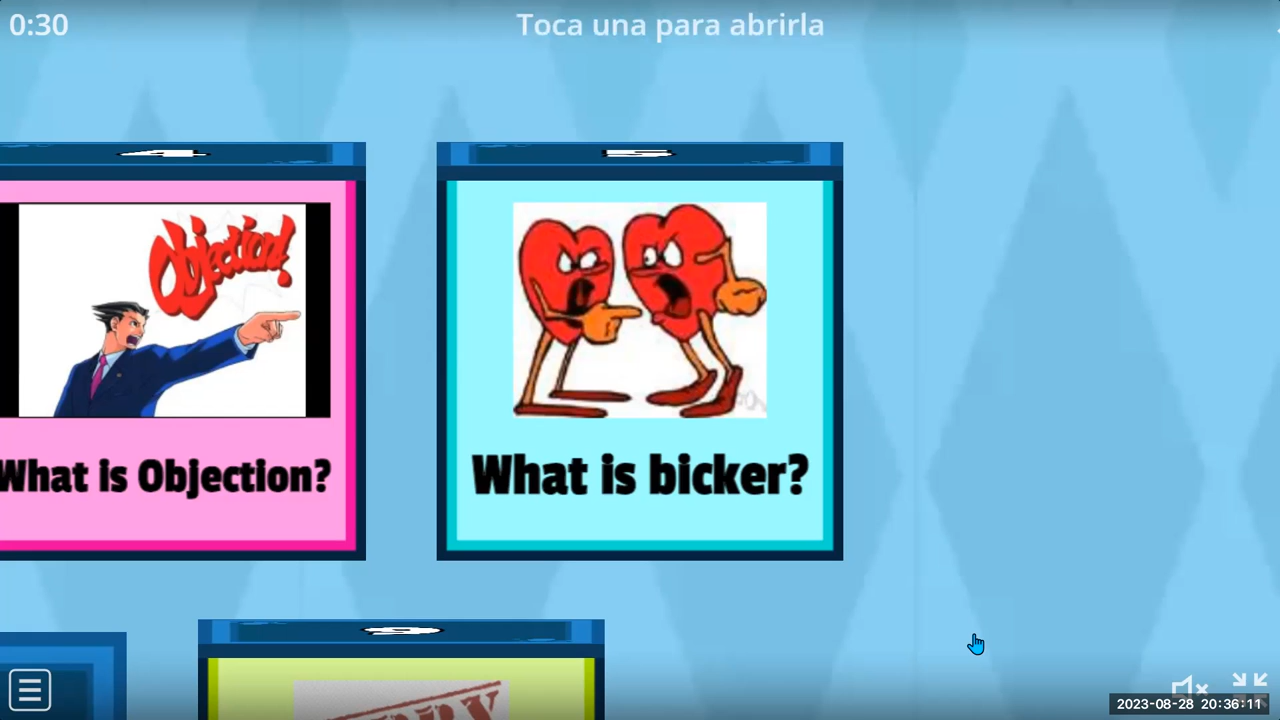 0:30
Toca una para abrirla
Objection!
What is Objection?
What is bicker?
2023-08-28 20:36:11